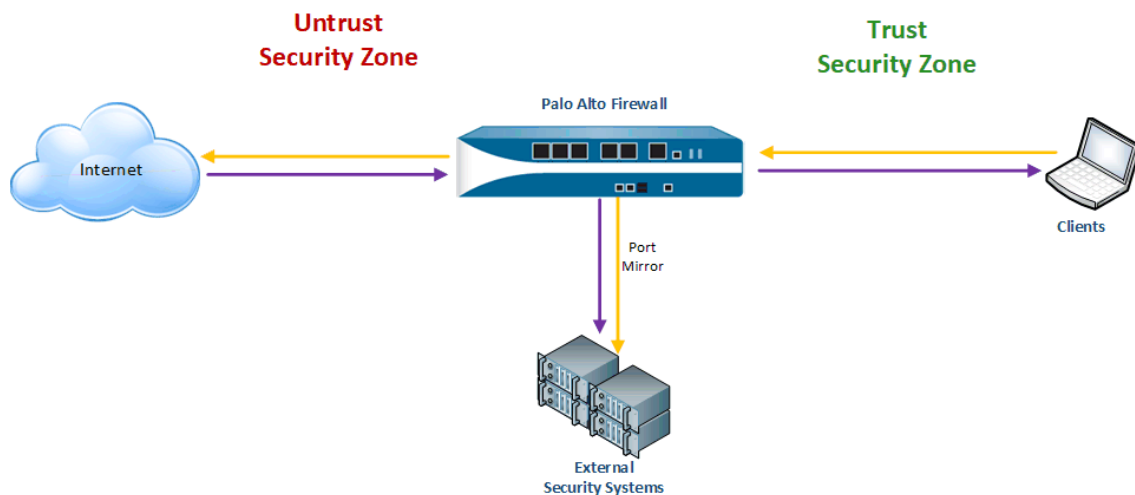 Untrust
Security Zone
Trust
Security Zone
Palo Alto Firewall
Internet
Clients
Port
Mirror
External
Security Systems